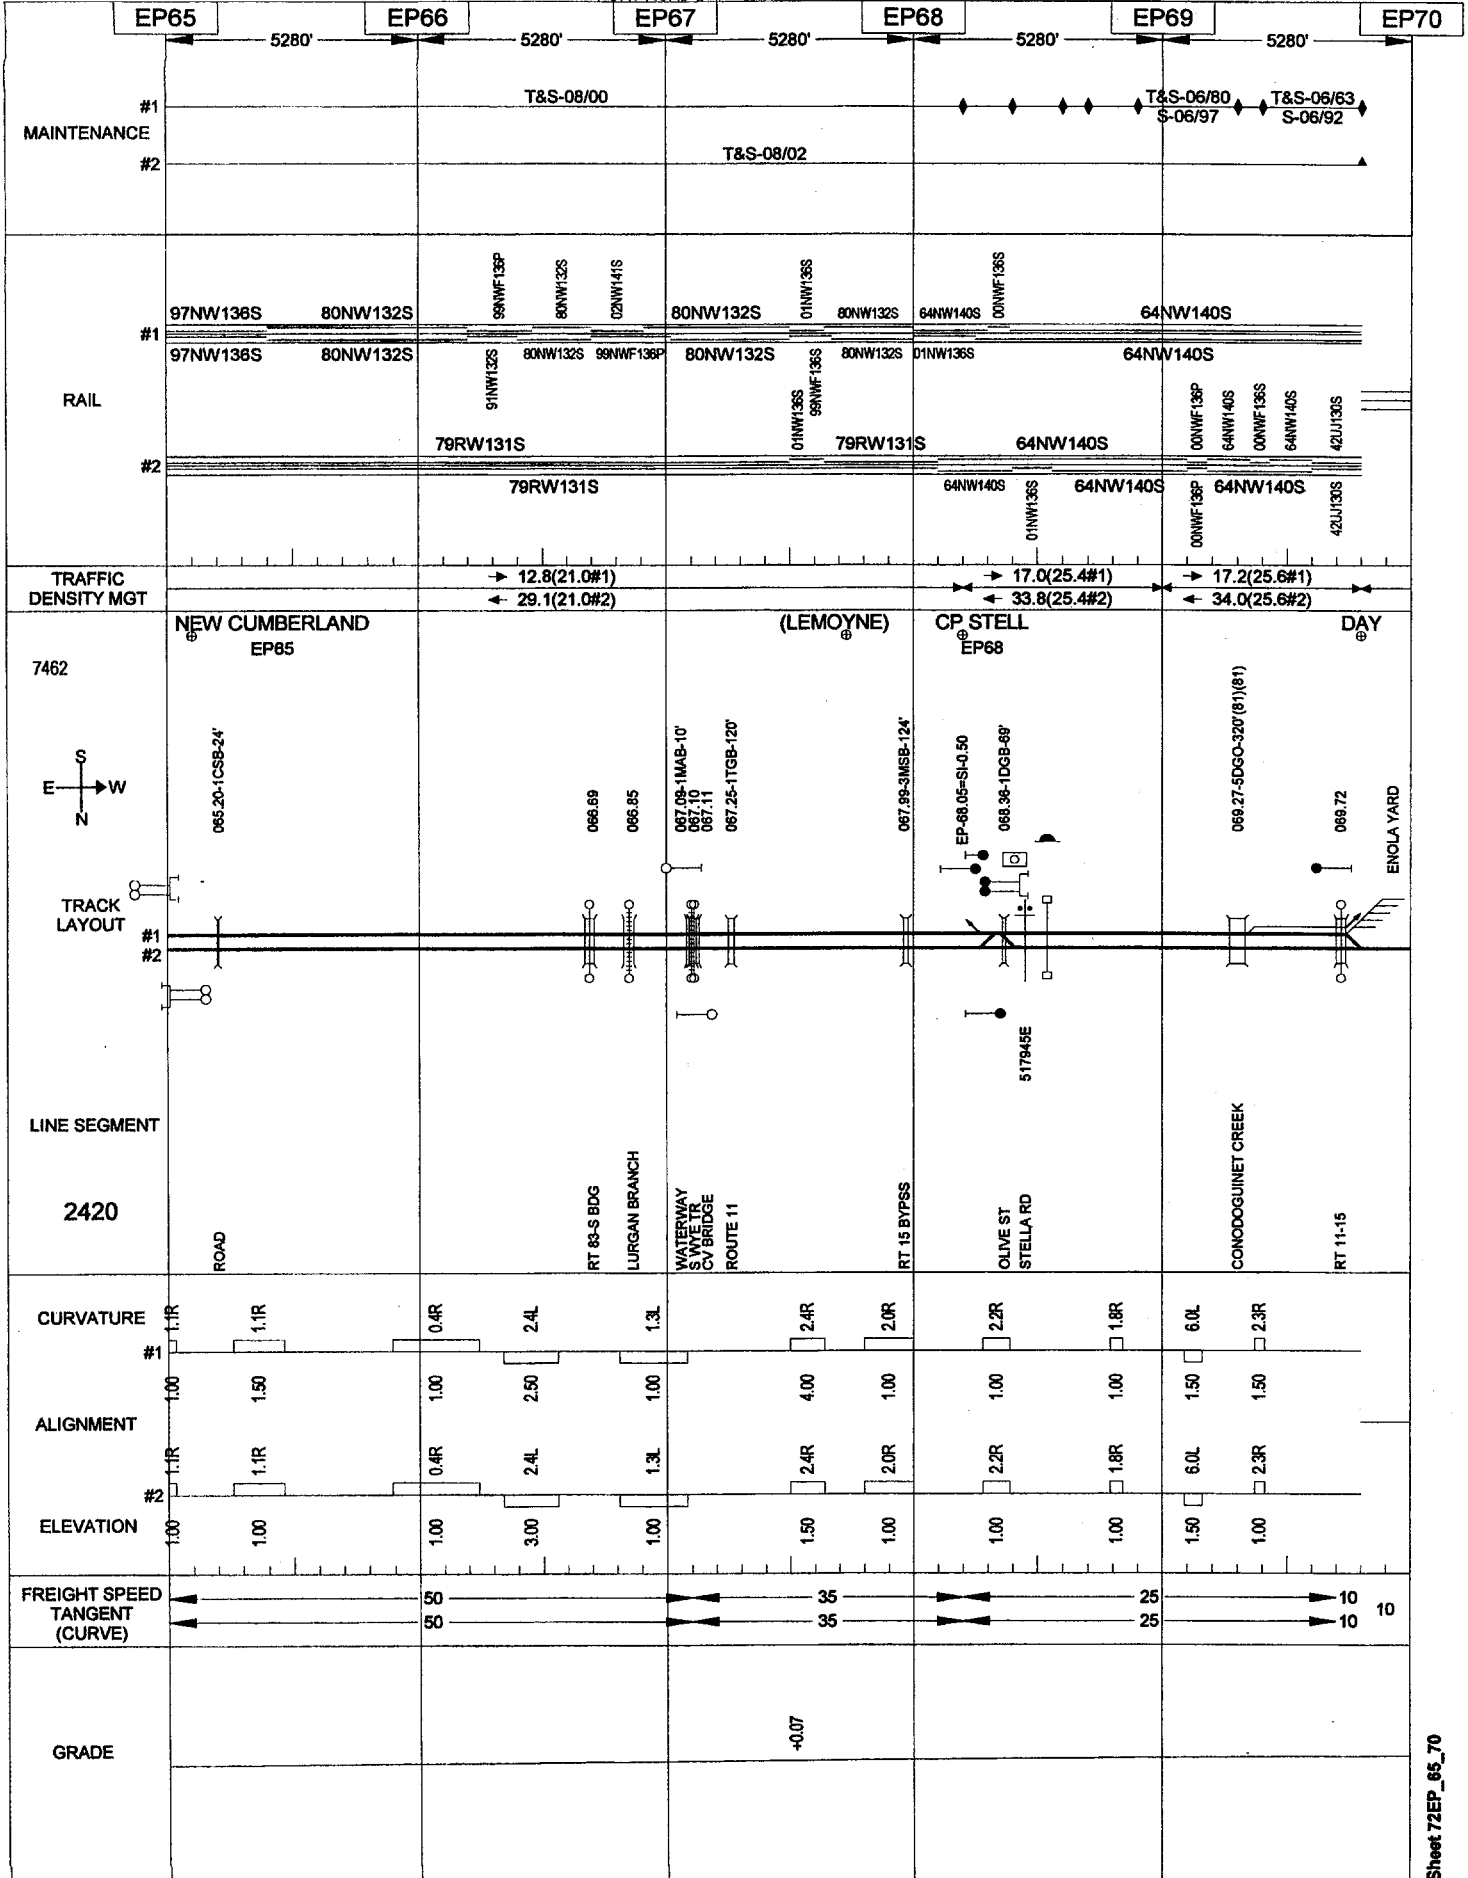 EP65 EP66 EP67 EP68 EP69 EP70
5280' 5280' 5280' 5280' 5280'
MAINTENANCE
#1 T&S-08/00 T&S-06/80 T&S-06/63
S-06/97 S-06/92
#2 T&S-08/02
RAIL
99NWF136P 80NW132S 02NW141S 01NW136S 00NWF136S
97NW136S 80NW132S 80NW132S 80NW132S 64NW140S 64NW140S
#1
97NW136S 80NW132S 80NW132S 99NWF136P 80NW132S 80NW132S 01NW136S 64NW140S
91NW132S 01NW136S 99NWF136S
00NWF136P 64NW140S 00NWF136S 64NW140S 42UJ130S
79RW131S 79RW131S 64NW140S
#2
79RW131S 64NW140S 64NW140S 64NW140S
01NW136S 00NWF136P 42UJ130S
TRAFFIC
DENSITY MGT
12.8(21.0#1) 17.0(25.4#1) 17.2(25.6#1)
29.1(21.0#2) 33.8(25.4#2) 34.0(25.6#2)
NEW CUMBERLAND (LEMOYNE) CP STELL DAY
EP65 EP68
7462
S
E W
N
065.20-1CSB-24'
066.69
066.85
067.09-1MAB-10'
067.10
067.11
067.25-1TGB-120'
067.99-3MSB-124'
EP-68.05=SI-0.50
068.36-1DGB-69'
069.27-5DGO-320'(81)(81)
069.72
ENOLA YARD
TRACK
LAYOUT
#1
#2
517945E
LINE SEGMENT
2420
ROAD
RT 83-S BDG
LURGAN BRANCH
WATERWAY
S WYE TR
CV BRIDGE
ROUTE 11
RT 15 BYPSS
OLIVE ST
STELLA RD
CONODOGUINET CREEK
RT 11-15
CURVATURE
1.1R 1.1R 0.4R 2.4L 1.3L 2.4R 2.0R 2.2R 1.8R 6.0L 2.3R
#1
1.00 1.50 1.00 2.50 1.00 4.00 1.00 1.00 1.00 1.50 1.50
ALIGNMENT
1.1R 1.1R 0.4R 2.4L 1.3L 2.4R 2.0R 2.2R 1.8R 6.0L 2.3R
#2
ELEVATION
1.00 1.00 1.00 3.00 1.00 1.50 1.00 1.00 1.00 1.50 1.00
FREIGHT SPEED
TANGENT
(CURVE)
50 35 25 10
50 35 25 10
10
GRADE
+0.07
Sheet 72EP_65_70